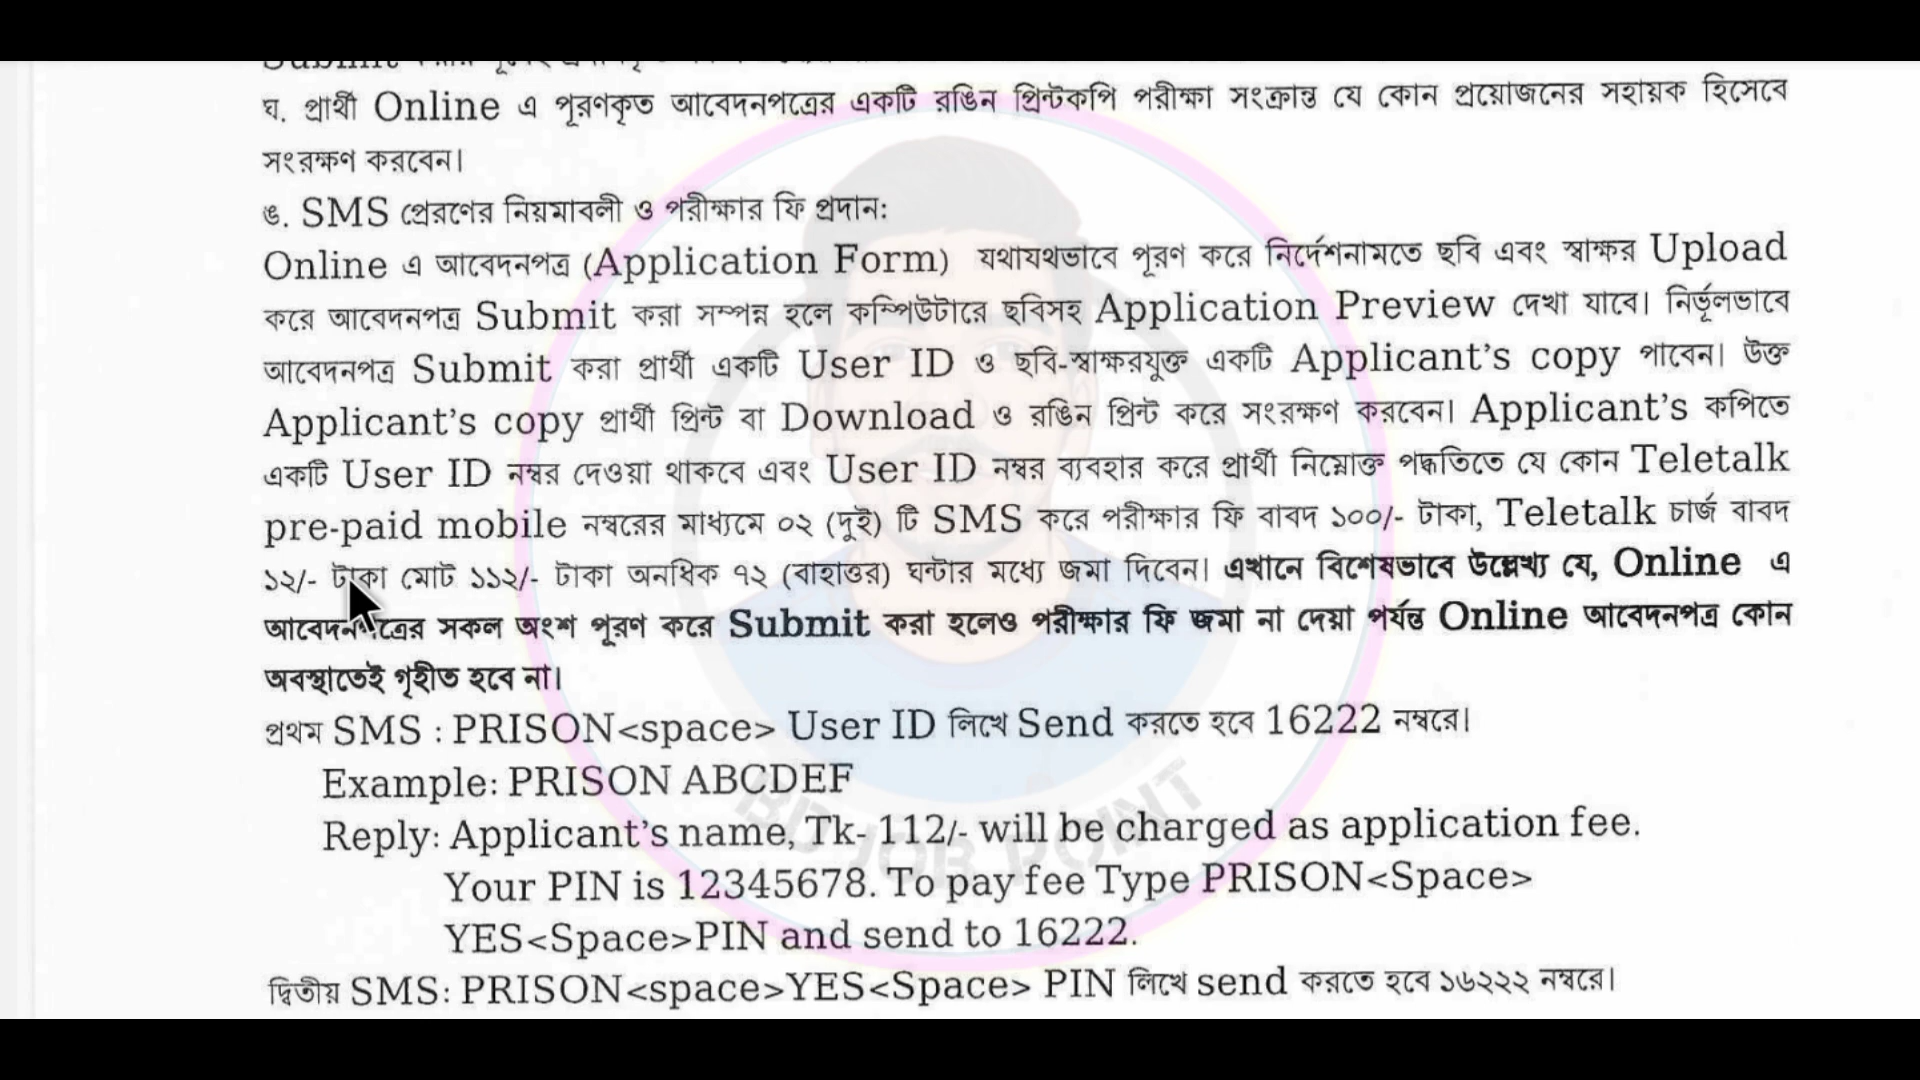 ঘ. প্রার্থী Online এ পূরণকৃত আবেদনপত্রের একটি রঙিন প্রিন্টকপি পরীক্ষা সংক্রান্ত যে কোন প্রয়োজনের সহায়ক হিসেবে
সংরক্ষণ করবেন।
ঙ. SMS প্রেরণের নিয়মাবলী ও পরীক্ষার ফি প্রদান:
Online এ আবেদনপত্র (Application Form) যথাযথভাবে পূরণ করে নির্দেশনামতে ছবি এবং স্বাক্ষর Upload
করে আবেদনপত্র Submit করা সম্পন্ন হলে কম্পিউটারে ছবিসহ Application Preview দেখা যাবে। নির্ভূলভাবে
আবেদনপত্র Submit করা প্রার্থী একটি User ID ও ছবি-স্বাক্ষরযুক্ত একটি Applicant's copy পাবেন। উক্ত
Applicant's copy প্রার্থী প্রিন্ট বা Download ও রঙিন প্রিন্ট করে সংরক্ষণ করবেন। Applicant's কপিতে
একটি User ID নম্বর দেওয়া থাকবে এবং User ID নম্বর ব্যবহার করে প্রার্থী নিম্নোক্ত পদ্ধতিতে যে কোন Teletalk
pre-paid mobile নম্বরের মাধ্যমে ০২ (দুই) টি SMS করে পরীক্ষার ফি বাবদ ১০০/- টাকা, Teletalk চার্জ বাবদ
১২/- টাকা মোট ১১২/- টাকা অনধিক ৭২ (বাহাত্তর) ঘন্টার মধ্যে জমা দিবেন। এখানে বিশেষভাবে উল্লেখ্য যে, Online এ
আবেদনপত্রের সকল অংশ পূরণ করে Submit করা হলেও পরীক্ষার ফি জমা না দেয়া পর্যন্ত Online আবেদনপত্র কোন
অবস্থাতেই গৃহীত হবে না।
প্রথম SMS : PRISON<space> User ID লিখে Send করতে হবে 16222 নম্বরে।
Example: PRISON ABCDEF
Reply: Applicant's name, Tk- 112/- will be charged as application fee.
Your PIN is 12345678. To pay fee Type PRISON<Space>
YES<Space>PIN and send to 16222.
দ্বিতীয় SMS: PRISON<space>YES<Space> PIN লিখে send করতে হবে ১৬২২২ নম্বরে।
BD JOB POINT